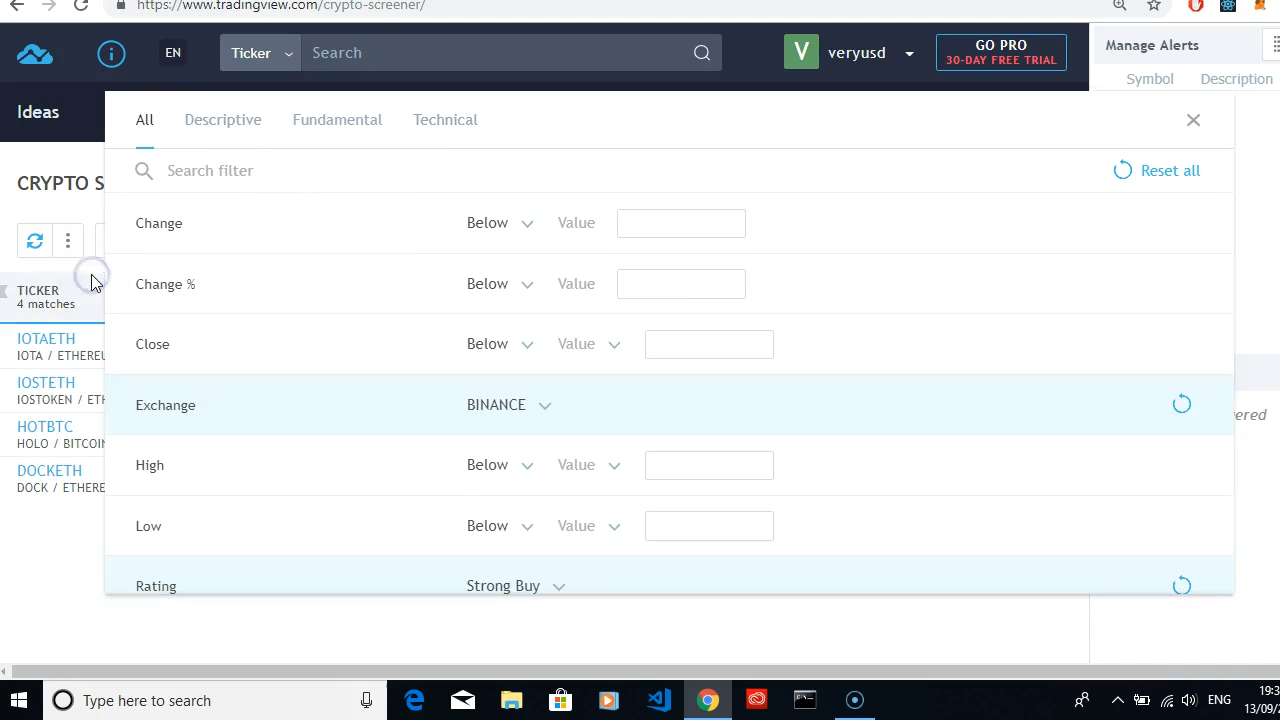 https://www.tradingview.com/crypto-screener/
EN
Ticker
Search
V
veryusd
GO PRO
30-DAY FREE TRIAL
Manage Alerts
Symbol
Description
Ideas
All
Descriptive
Fundamental
Technical
Search filter
Reset all
CRYPTO S
Change
Below
Value
Change %
Below
Value
TICKER
4 matches
IOTAETH
IOTA / ETHEREU
Close
Below
Value
IOSTETH
IOSTOKEN / ETH
Exchange
BINANCE
ered
HOTBTC
HOLO / BITCOIN
High
Below
Value
DOCKETH
DOCK / ETHERE
Low
Below
Value
Rating
Strong Buy
Type here to search
ENG
19:3
13/09/2